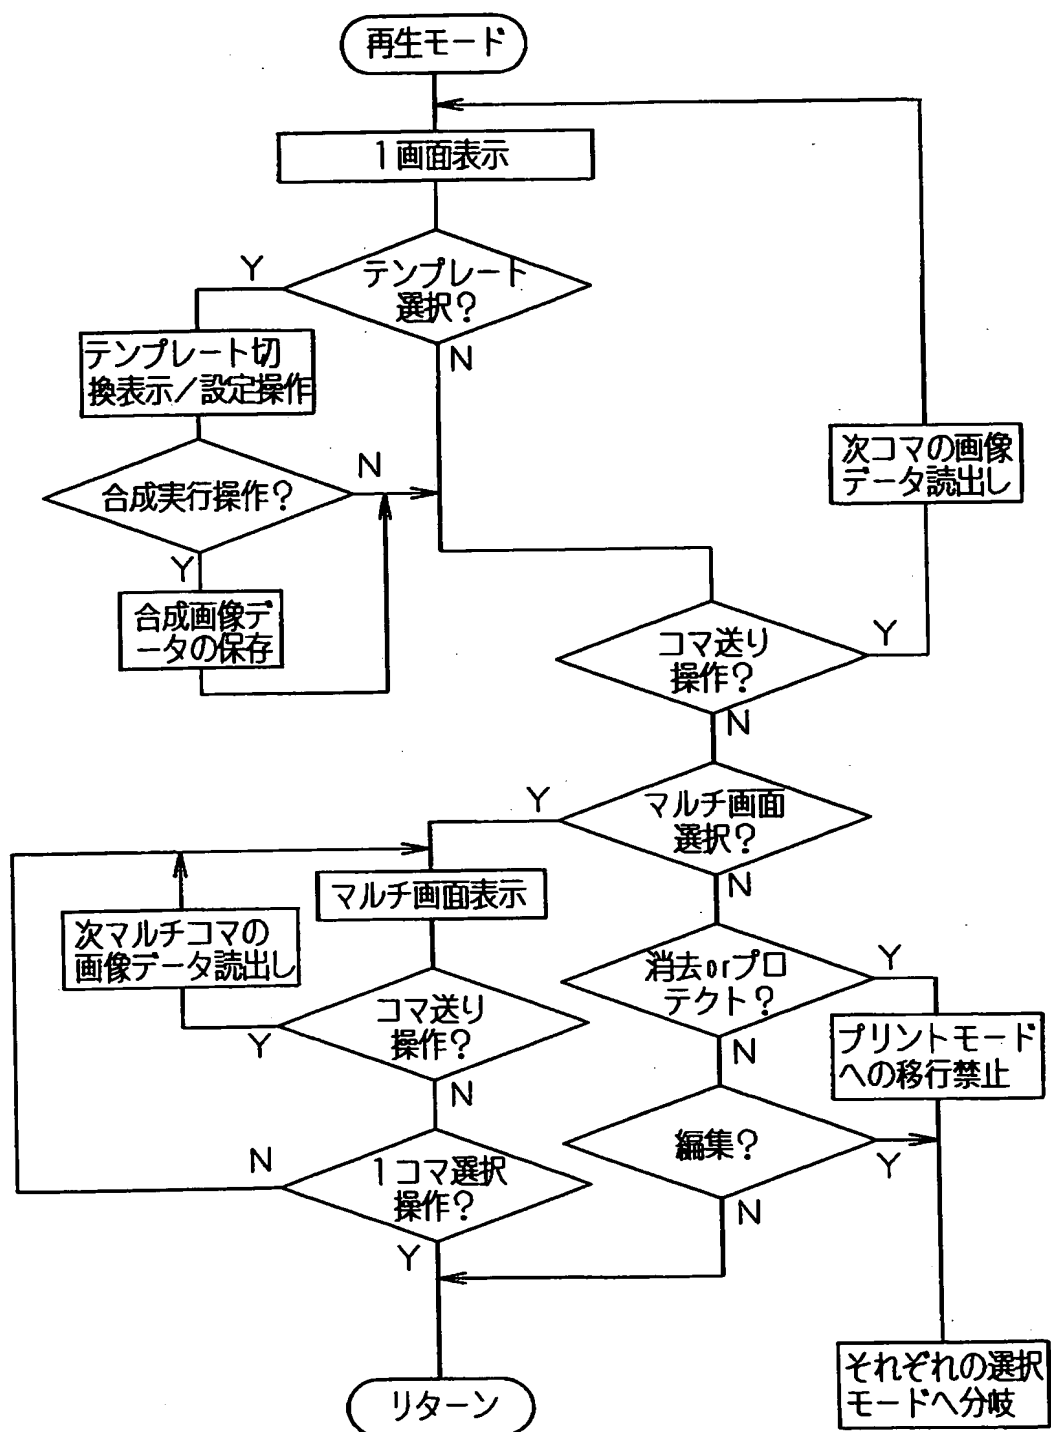 再生モード
1画面表示
Y
テンプレート
選択?
N
テンプレート切
換表示/設定操作
合成実行操作?
N
Y
合成画像デ
ータの保存
次コマの画像
データ読出し
コマ送り
操作?
Y
N
マルチ画面
選択?
Y
N
マルチ画面表示
次マルチコマの
画像データ読出し
コマ送り
操作?
Y
N
1コマ選択
操作?
N
Y
消去orプロ
テクト?
Y
N
プリントモード
への移行禁止
編集?
Y
N
それぞれの選択
モードへ分岐
リターン